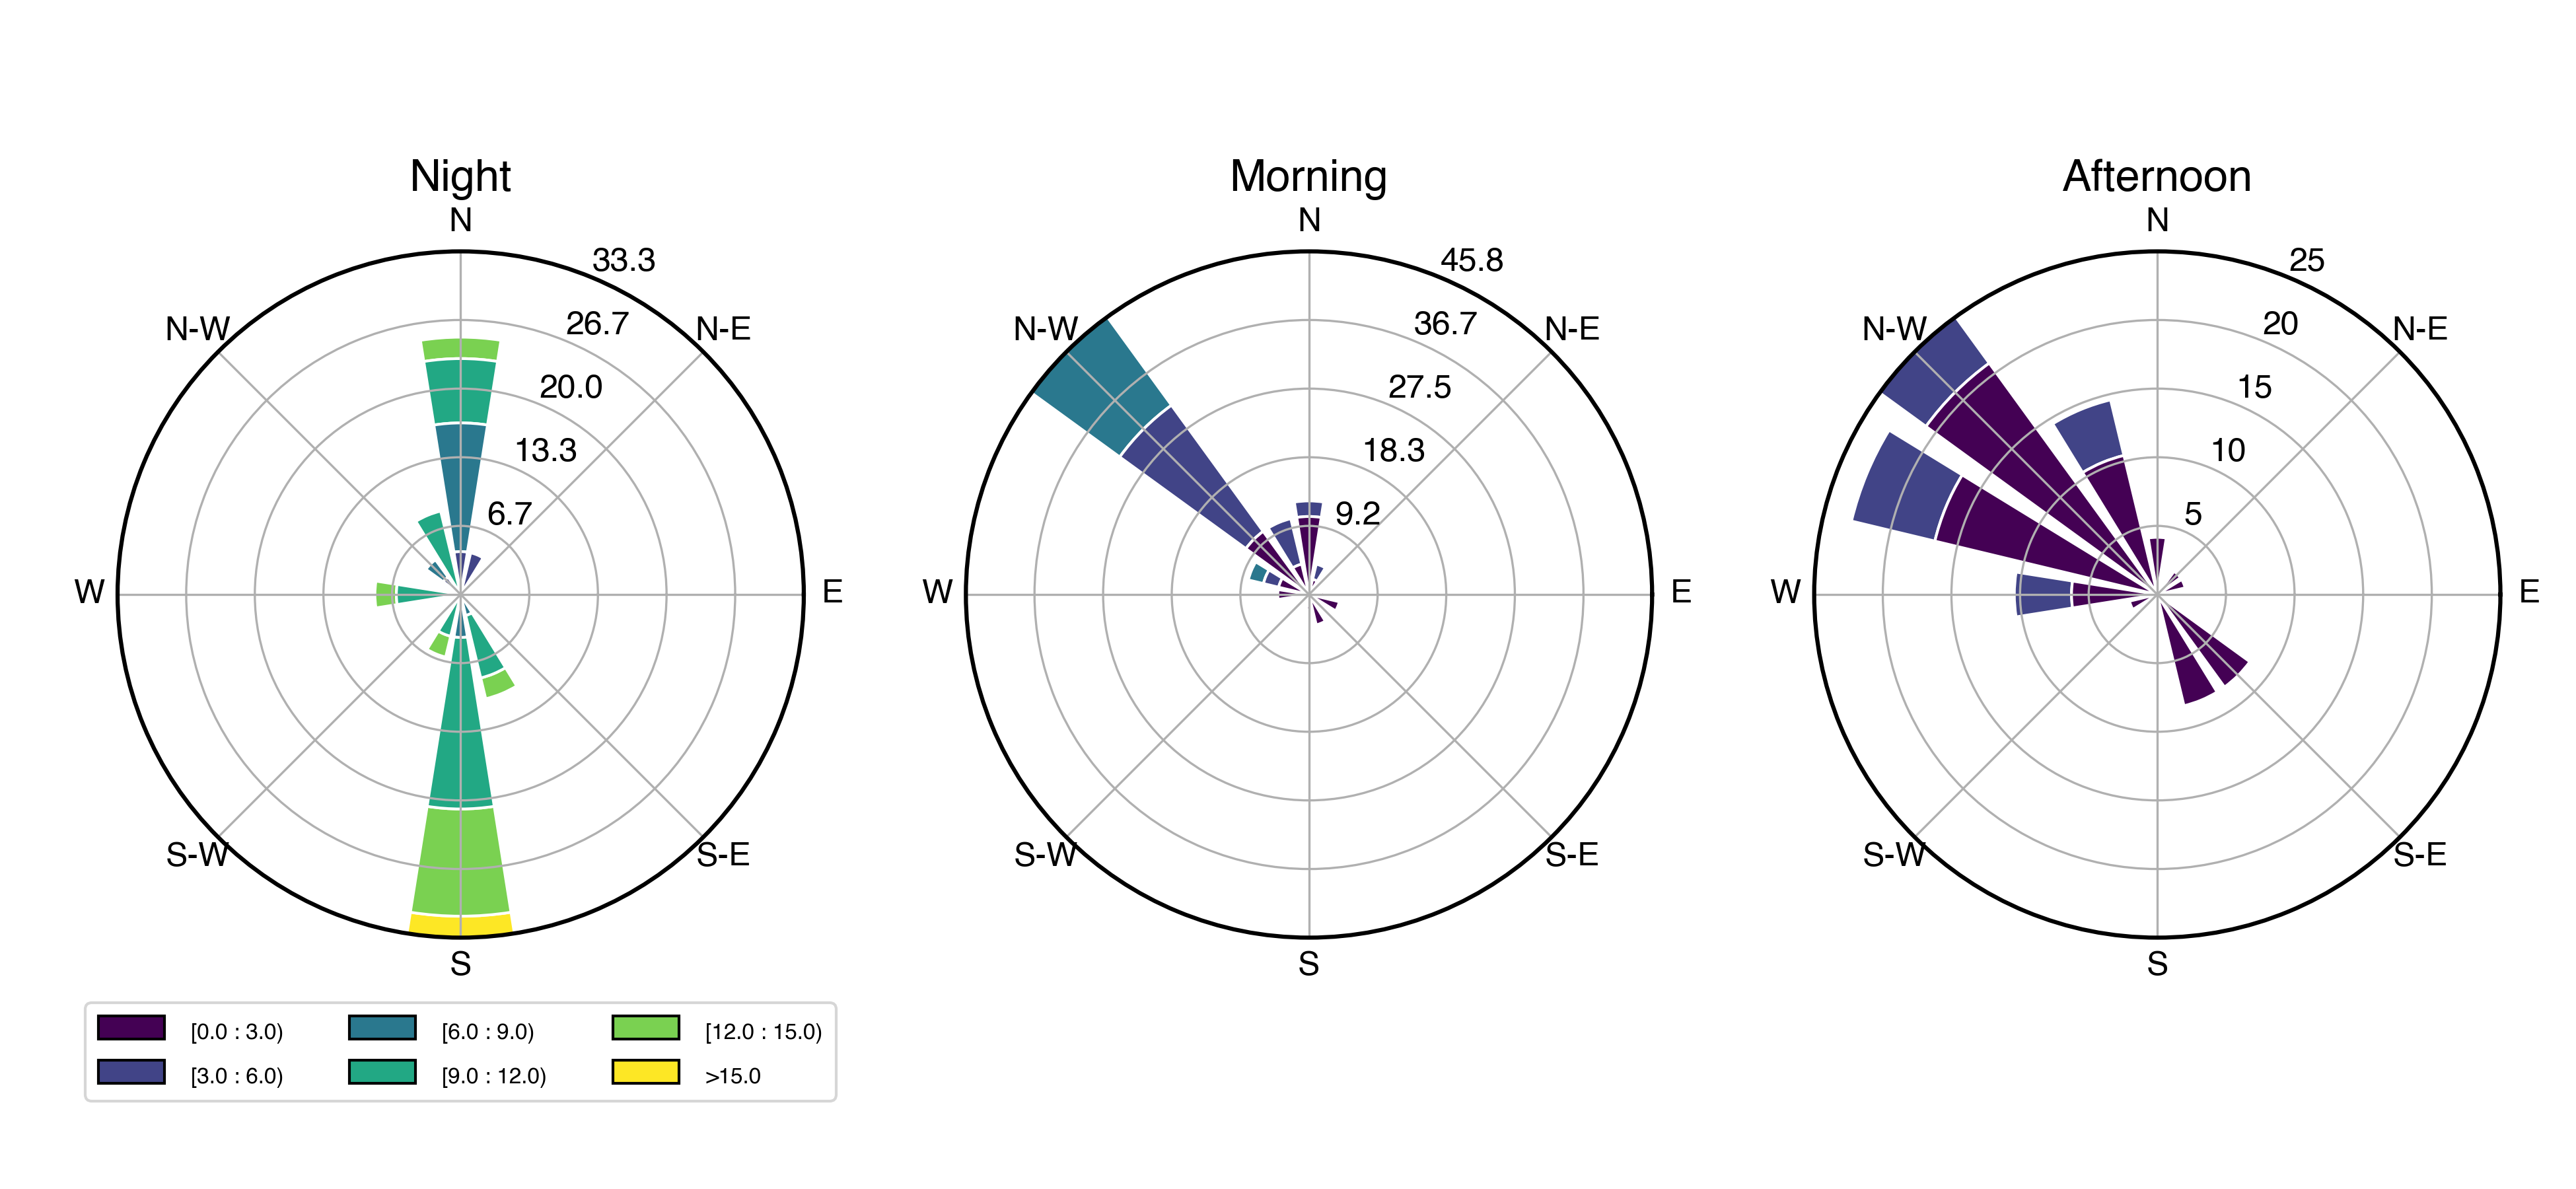 Night
N
33.3
26.7
20.0
13.3
6.7
N-W
N-E
W
E
S-W
S-E
S
Morning
N
45.8
36.7
27.5
18.3
9.2
N-W
N-E
W
E
S-W
S-E
S
Afternoon
N
25
20
15
10
5
N-W
N-E
W
E
S-W
S-E
S
[0.0 : 3.0)
[6.0 : 9.0)
[12.0 : 15.0)
[3.0 : 6.0)
[9.0 : 12.0)
>15.0